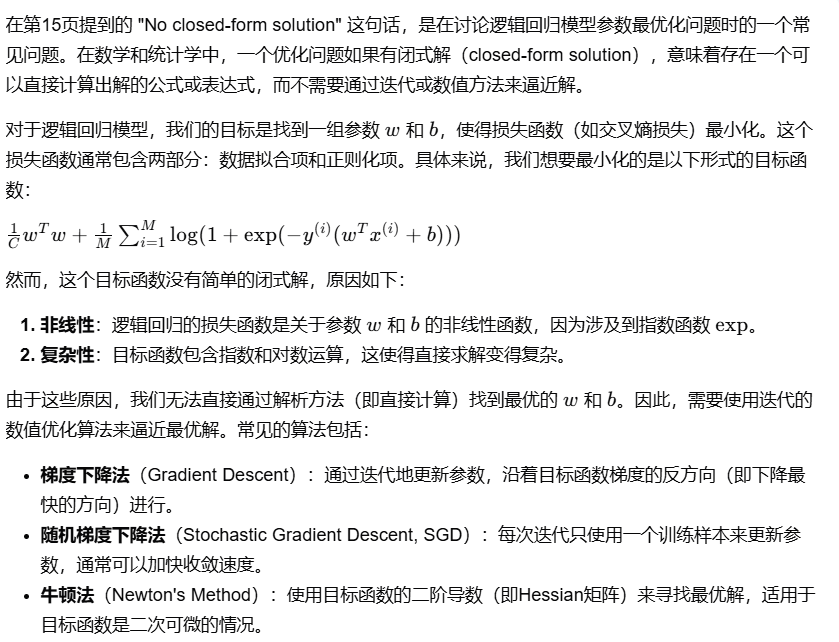 在第15页提到的 "No closed-form solution" 这句话，是在讨论逻辑回归模型参数最优化问题时的一个常
见问题。在数学和统计学中，一个优化问题如果有闭式解（closed-form solution），意味着存在一个可
以直接计算出解的公式或表达式，而不需要通过迭代或数值方法来逼近解。
对于逻辑回归模型，我们的目标是找到一组参数 w 和 b，使得损失函数（如交叉熵损失）最小化。这个
损失函数通常包含两部分：数据拟合项和正则化项。具体来说，我们想要最小化的是以下形式的目标函
数：
$\frac{1}{C} w^T w + \frac{1}{M} \sum_{i=1}^{M} \log(1 + \exp(-y^{(i)}(w^T x^{(i)} + b)))$
然而，这个目标函数没有简单的闭式解，原因如下：
1. 非线性：逻辑回归的损失函数是关于参数 w 和 b 的非线性函数，因为涉及到指数函数 exp。
2. 复杂性：目标函数包含指数和对数运算，这使得直接求解变得复杂。
由于这些原因，我们无法直接通过解析方法（即直接计算）找到最优的 w 和 b。因此，需要使用迭代的
数值优化算法来逼近最优解。常见的算法包括：
• 梯度下降法（Gradient Descent）：通过迭代地更新参数，沿着目标函数梯度的反方向（即下降最
快的方向）进行。
• 随机梯度下降法（Stochastic Gradient Descent, SGD）：每次迭代只使用一个训练样本来更新参
数，通常可以加快收敛速度。
• 牛顿法（Newton's Method）：使用目标函数的二阶导数（即Hessian矩阵）来寻找最优解，适用于
目标函数是二次可微的情况。